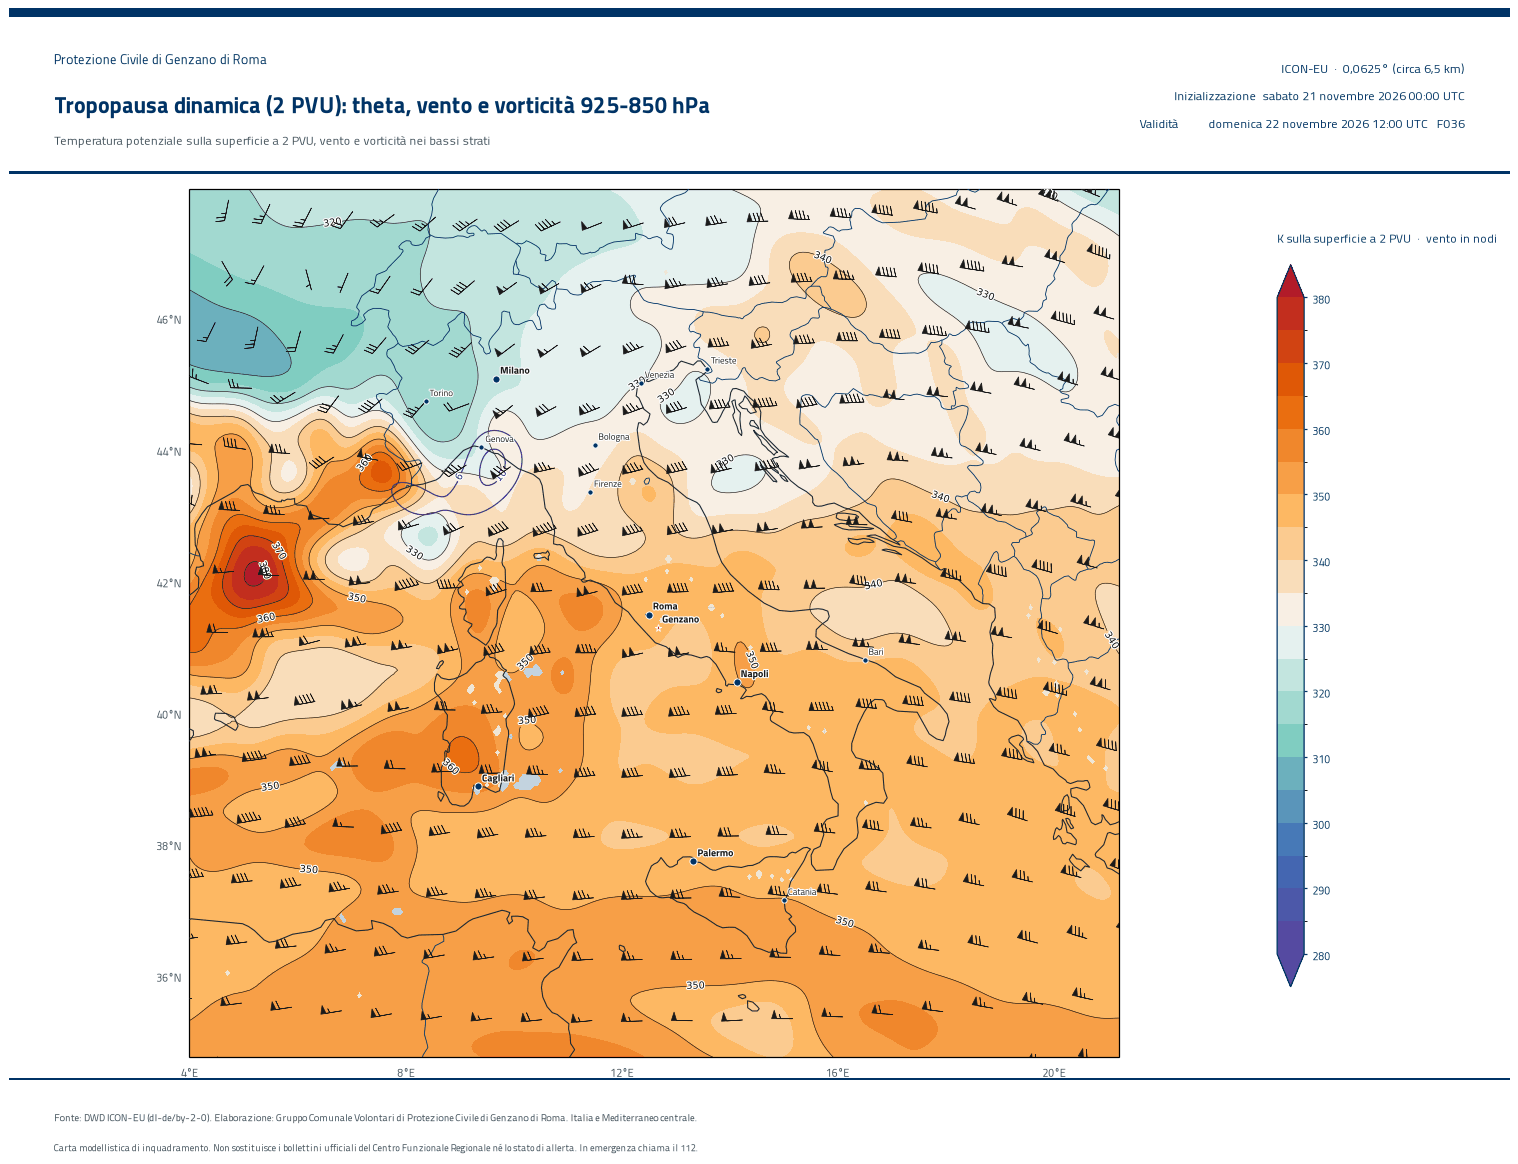 Protezione Civile di Genzano di Roma
Tropopausa dinamica (2 PVU): theta, vento e vorticità 925-850 hPa
Temperatura potenziale sulla superficie a 2 PVU, vento e vorticità nei bassi strati
ICON-EU · 0,0625° (circa 6,5 km)
Inizializzazione sabato 21 novembre 2026 00:00 UTC
Validità domenica 22 novembre 2026 12:00 UTC F036
K sulla superficie a 2 PVU · vento in nodi
380
370
360
350
340
330
320
310
300
290
280
46°N
44°N
42°N
40°N
38°N
36°N
4°E
8°E
12°E
16°E
20°E
320
340
330
Trieste
Venezia
330
330
Milano
Torino
Genova
Bologna
Firenze
360
6
330
340
370
380
330
350
360
340
Roma
Genzano
350
350
Bari
340
Napoli
350
360
Cagliari
350
350
Palermo
Catania
350
350
Fonte: DWD ICON-EU (dl-de/by-2-0). Elaborazione: Gruppo Comunale Volontari di Protezione Civile di Genzano di Roma. Italia e Mediterraneo centrale.
Carta modellistica di inquadramento. Non sostituisce i bollettini ufficiali del Centro Funzionale Regionale né lo stato di allerta. In emergenza chiama il 112.